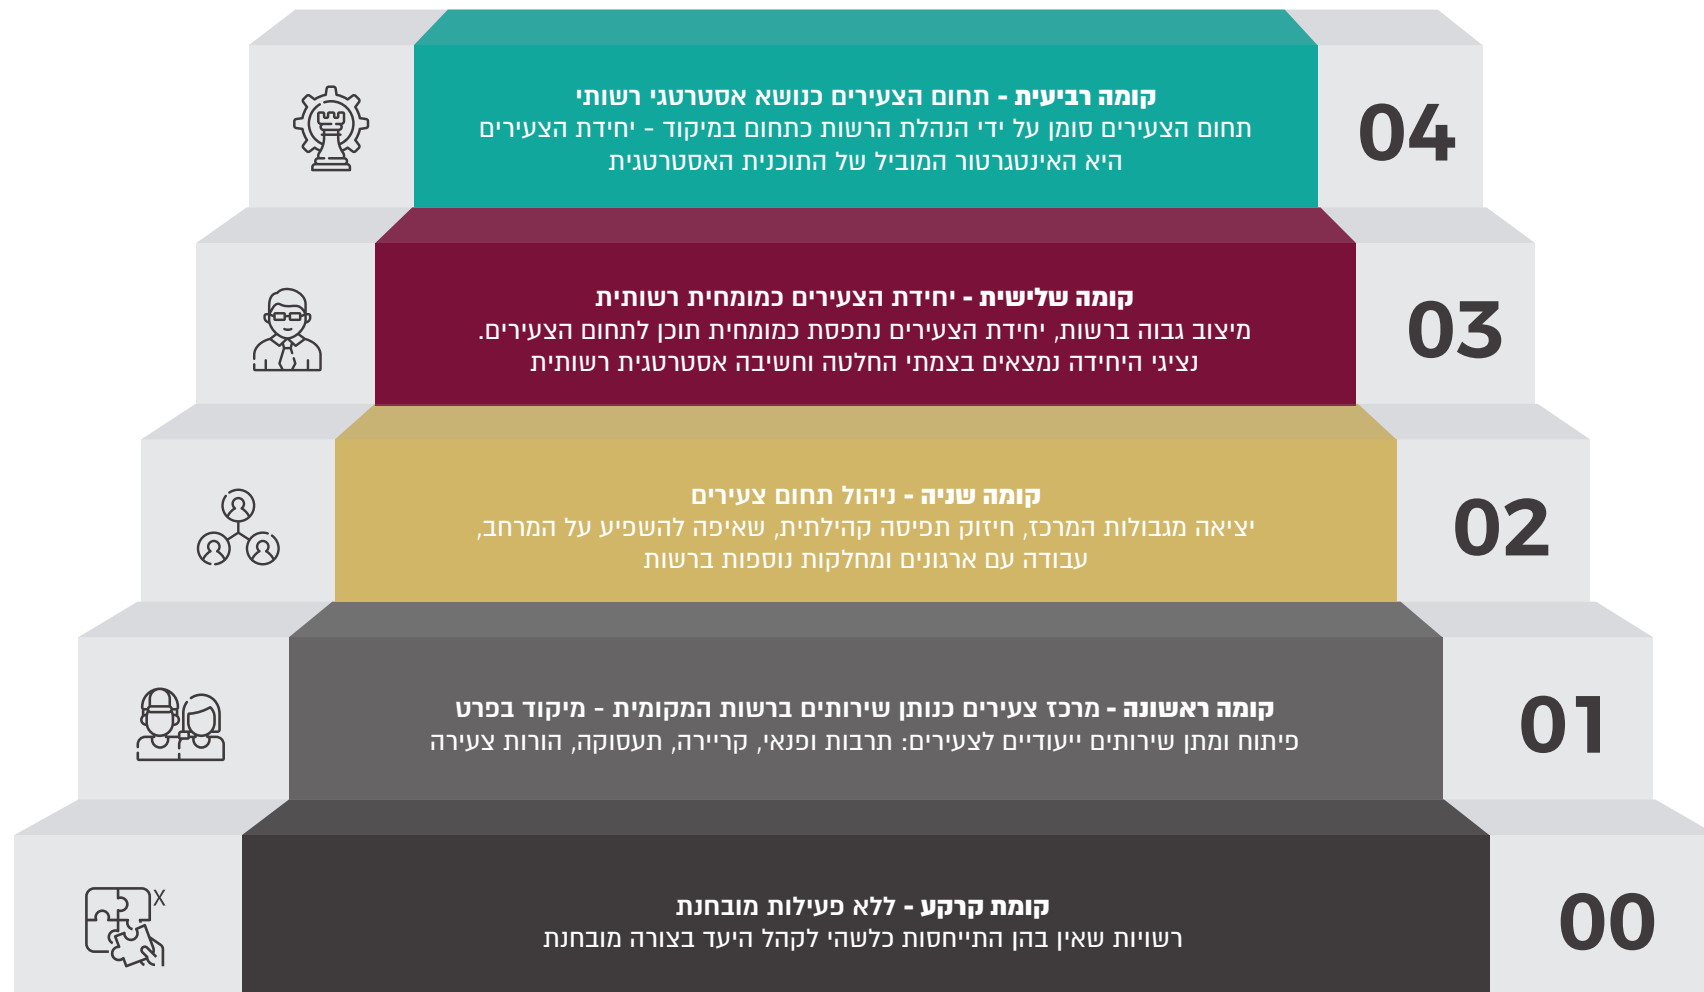 קומה רביעית - תחום הצעירים כנושא אסטרטגי רשותי
תחום הצעירים סומן על ידי הנהלת הרשות כתחום במיקוד - יחידת הצעירים
היא האינטגרטור המוביל של התוכנית האסטרטגית
04
קומה שלישית - יחידת הצעירים כמומחית רשותית
מיצוב גבוה ברשות, יחידת הצעירים נתפסת כמומחית תוכן לתחום הצעירים.
נציגי היחידה נמצאים בצמתי החלטה וחשיבה אסטרטגית רשותית
03
קומה שניה - ניהול תחום צעירים
יציאה מגבולות המרכז, חיזוק תפיסה קהילתית, שאיפה להשפיע על המרחב,
עבודה עם ארגונים ומחלקות נוספות ברשות
02
קומה ראשונה - מרכז צעירים כנותן שירותים ברשות המקומית - מיקוד בפרט
פיתוח ומתן שירותים ייעודיים לצעירים: תרבות ופנאי, קריירה, תעסוקה, הורות צעירה
01
קומת קרקע - ללא פעילות מובחנת
רשויות שאין בהן התייחסות כלשהי לקהל היעד בצורה מובחנת
00
X